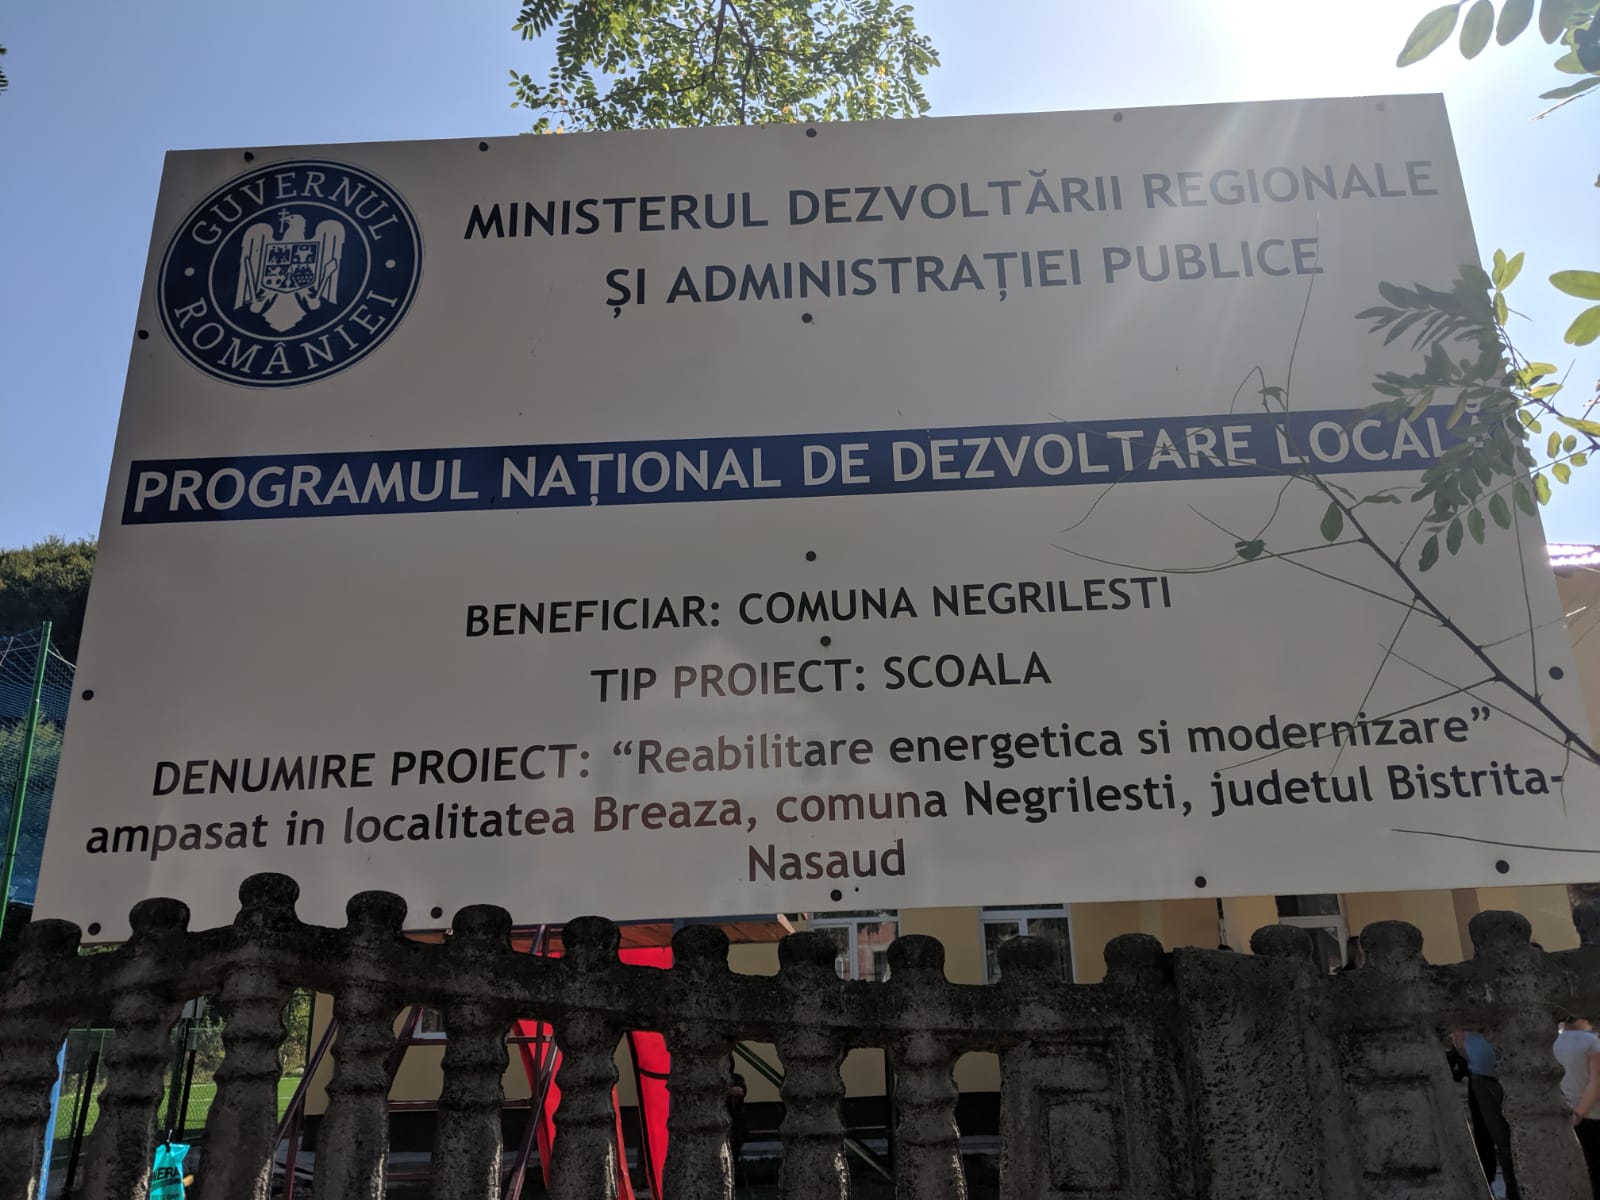 GUVERNUL ROMÂNIEI
MINISTERUL DEZVOLTĂRII REGIONALE
ȘI ADMINISTRAȚIEI PUBLICE
PROGRAMUL NAȚIONAL DE DEZVOLTARE LOCALĂ
BENEFICIAR: COMUNA NEGRILESTI
TIP PROIECT: SCOALA
DENUMIRE PROIECT: “Reabilitare energetica si modernizare”
ampasat in localitatea Breaza, comuna Negrilesti, judetul Bistrita-
Nasaud